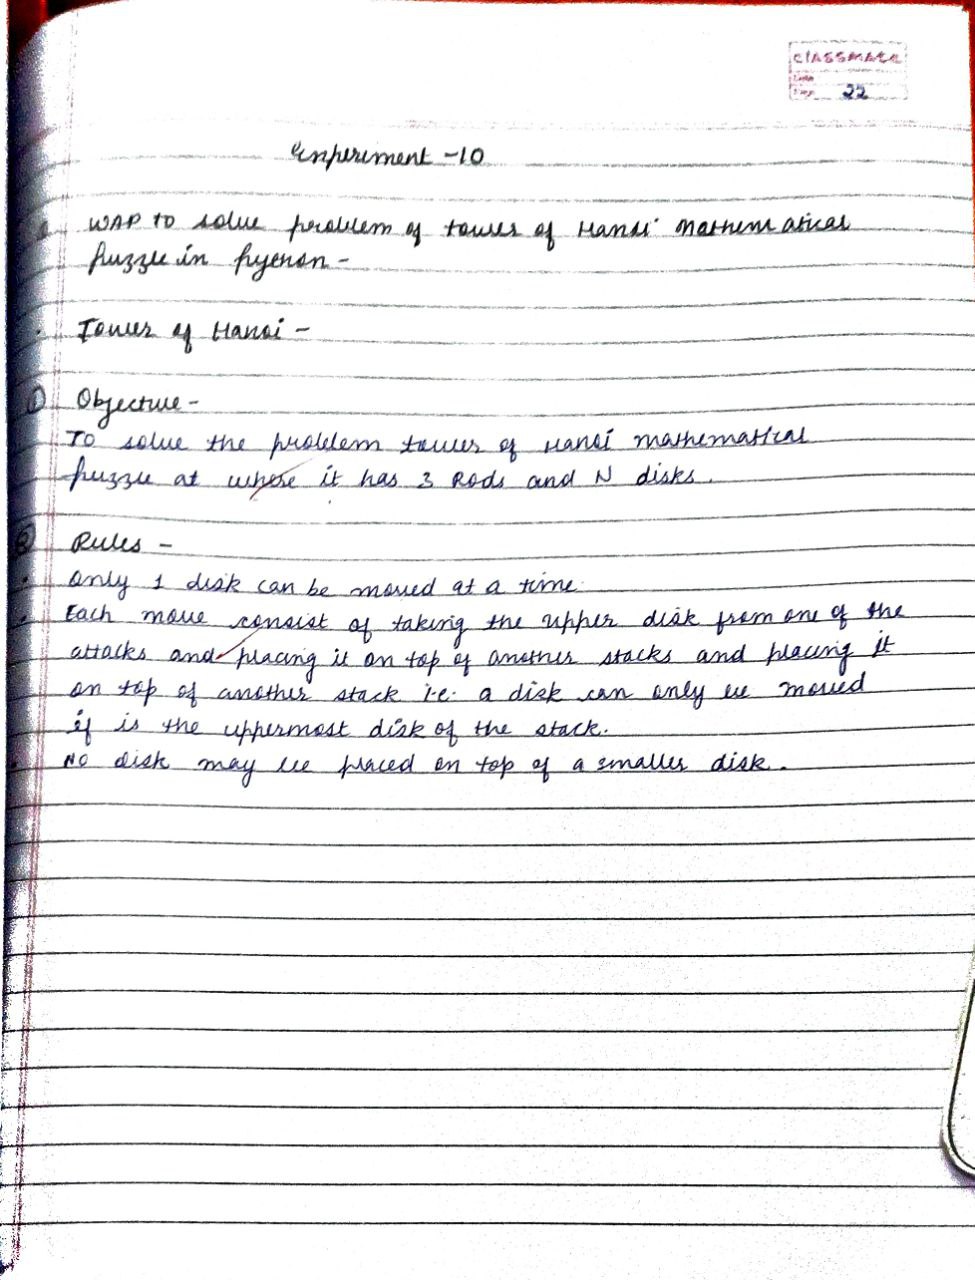 classmate
Date
Page 22
Experiment -10
WAP to solve problem of tower of Hanoi mathematical
puzzle in python -
Tower of Hanoi -
① Objective -
To solve the problem tower of Hanoi mathematical
puzzle at where it has 3 Rods and N disks.
② Rules -
• Only 1 disk can be moved at a time.
• Each move consist of taking the upper disk from one of the
attacks and placing it on top of another stacks and placing it
on top of another stack i.e. a disk can only be moved
if is the uppermost disk of the stack.
• No disk may be placed on top of a smaller disk.